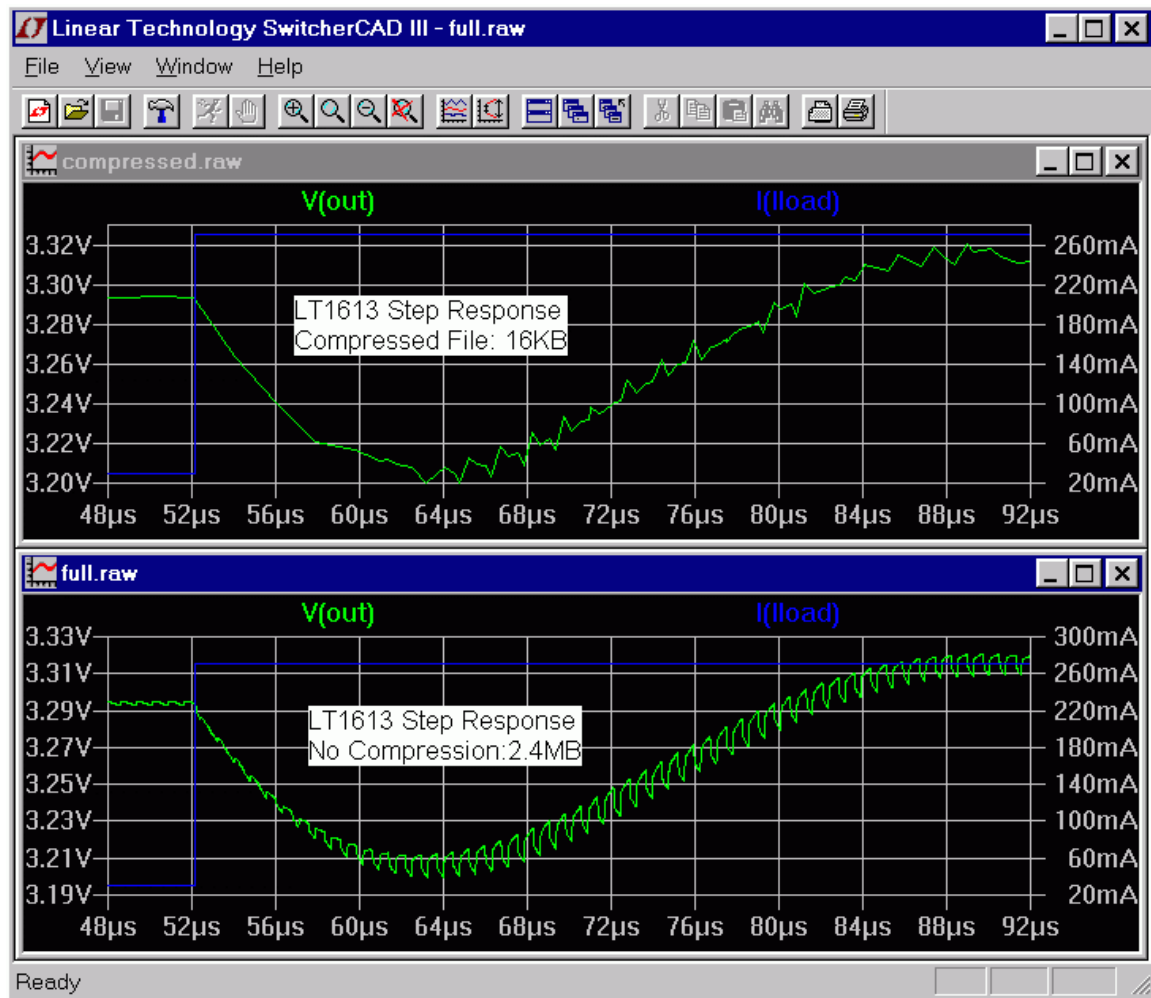 Linear Technology SwitcherCAD III - full.raw
File View Window Help
compressed.raw
V(out) I(Iload)
3.32V 260mA
3.30V 220mA
LT1613 Step Response
3.28V 180mA
Compressed File: 16KB
3.26V 140mA
3.24V 100mA
3.22V 60mA
3.20V 20mA
48µs 52µs 56µs 60µs 64µs 68µs 72µs 76µs 80µs 84µs 88µs 92µs
full.raw
V(out) I(Iload)
3.33V 300mA
3.31V 260mA
3.29V 220mA
LT1613 Step Response
3.27V 180mA
No Compression:2.4MB
3.25V 140mA
3.23V 100mA
3.21V 60mA
3.19V 20mA
48µs 52µs 56µs 60µs 64µs 68µs 72µs 76µs 80µs 84µs 88µs 92µs
Ready